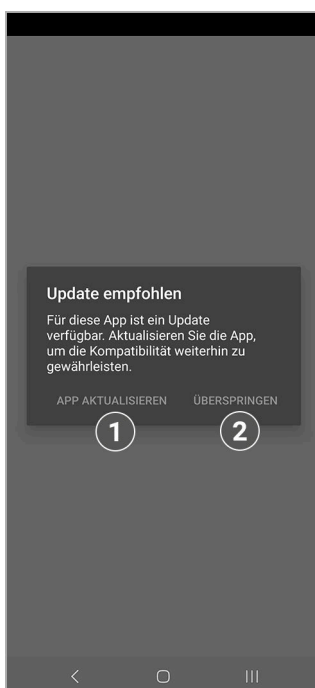 Update empfohlen
Für diese App ist ein Update
verfügbar. Aktualisieren Sie die App,
um die Kompatibilität weiterhin zu
gewährleisten.
APP AKTUALISIEREN ÜBERSPRINGEN
1 2